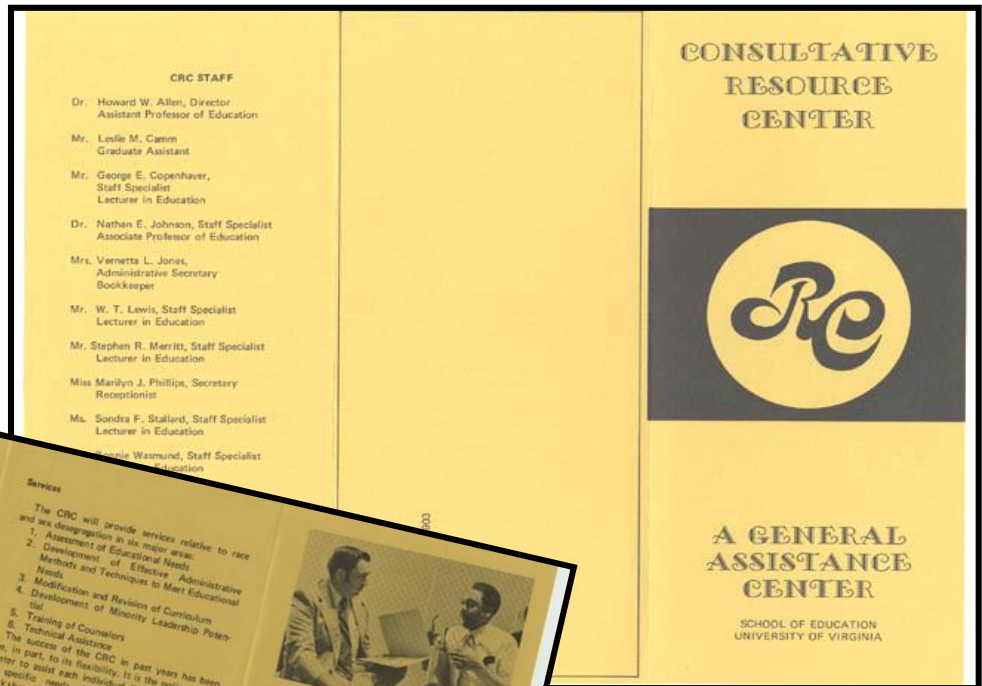 CRC STAFF
Dr. Howard W. Allen, Director
Assistant Professor of Education
Mr. Leslie M. Camm
Graduate Assistant
Mr. George E. Copenhaver,
Staff Specialist
Lecturer in Education
Dr. Nathan E. Johnson, Staff Specialist
Associate Professor of Education
Mrs. Vernetta L. Jones,
Administrative Secretary
Bookkeeper
Mr. W. T. Lewis, Staff Specialist
Lecturer in Education
Mr. Stephen R. Merritt, Staff Specialist
Lecturer in Education
Miss Marilyn J. Phillips, Secretary
Receptionist
Ms. Sondra F. Stallard, Staff Specialist
Lecturer in Education
Wasmund, Staff Specialist
Education
903
CONSULTATIVE
RESOURCE
CENTER
CRC
A GENERAL
ASSISTANCE
CENTER
SCHOOL OF EDUCATION
UNIVERSITY OF VIRGINIA
Services
The CRC will provide services relative to race
and sex desegregation in six major areas:
1. Assessment of Educational Needs
2. Development of Effective Administrative
Methods and Techniques to Meet Educational
Needs
3. Modification and Revision of Curriculum
4. Development of Minority Leadership Poten-
tial
5. Training of Counselors
6. Technical Assistance
The success of the CRC in past years has been
in part, to its flexibility. It is the
to assist each individual
specific